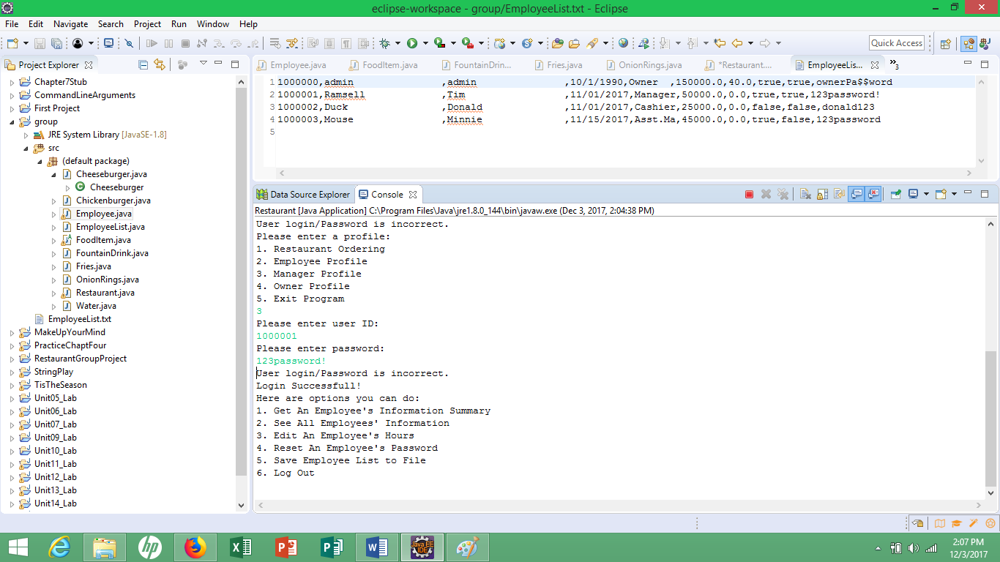 eclipse-workspace - group/EmployeeList.txt - Eclipse
File Edit Navigate Search Project Run Window Help
Quick Access
Project Explorer
Chapter7Stub
CommandLineArguments
First Project
group
JRE System Library [JavaSE-1.8]
src
(default package)
Cheeseburger.java
Cheeseburger
Chickenburger.java
Employee.java
EmployeeList.java
FoodItem.java
FountainDrink.java
Fries.java
OnionRings.java
Restaurant.java
Water.java
EmployeeList.txt
MakeUpYourMind
PracticeChaptFour
RestaurantGroupProject
StringPlay
TisTheSeason
Unit05_Lab
Unit06_Lab
Unit07_Lab
Unit09_Lab
Unit10_Lab
Unit11_Lab
Unit12_Lab
Unit13_Lab
Unit14_Lab
Employee.java FoodItem.java FountainDrin... Fries.java OnionRings.java *Restaurant.... EmployeeLis... »3
1 1000000,admin ,admin ,10/1/1990,Owner ,150000.0,40.0,true,true,ownerPa$$word
2 1000001,Ramsell ,Tim ,11/01/2017,Manager,50000.0,0.0,true,true,123password!
3 1000002,Duck ,Donald ,11/01/2017,Cashier,25000.0,0.0,false,false,donald123
4 1000003,Mouse ,Minnie ,11/15/2017,Asst.Ma,45000.0,0.0,true,false,123password
5
Data Source Explorer Console
Restaurant [Java Application] C:\Program Files\Java\jre1.8.0_144\bin\javaw.exe (Dec 3, 2017, 2:04:38 PM)
User login/Password is incorrect.
Please enter a profile:
1. Restaurant Ordering
2. Employee Profile
3. Manager Profile
4. Owner Profile
5. Exit Program
3
Please enter user ID:
1000001
Please enter password:
123password!
User login/Password is incorrect.
Login Successfull!
Here are options you can do:
1. Get An Employee's Information Summary
2. See All Employees' Information
3. Edit An Employee's Hours
4. Reset An Employee's Password
5. Save Employee List to File
6. Log Out
2:07 PM
12/3/2017